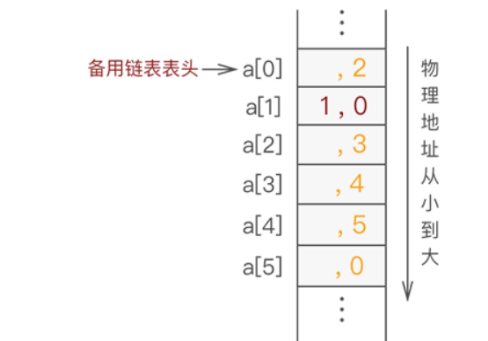 备用链表表头 a[0] ,2
a[1] 1,0
a[2] ,3
a[3] ,4
a[4] ,5
a[5] ,0
物理地址从小到大